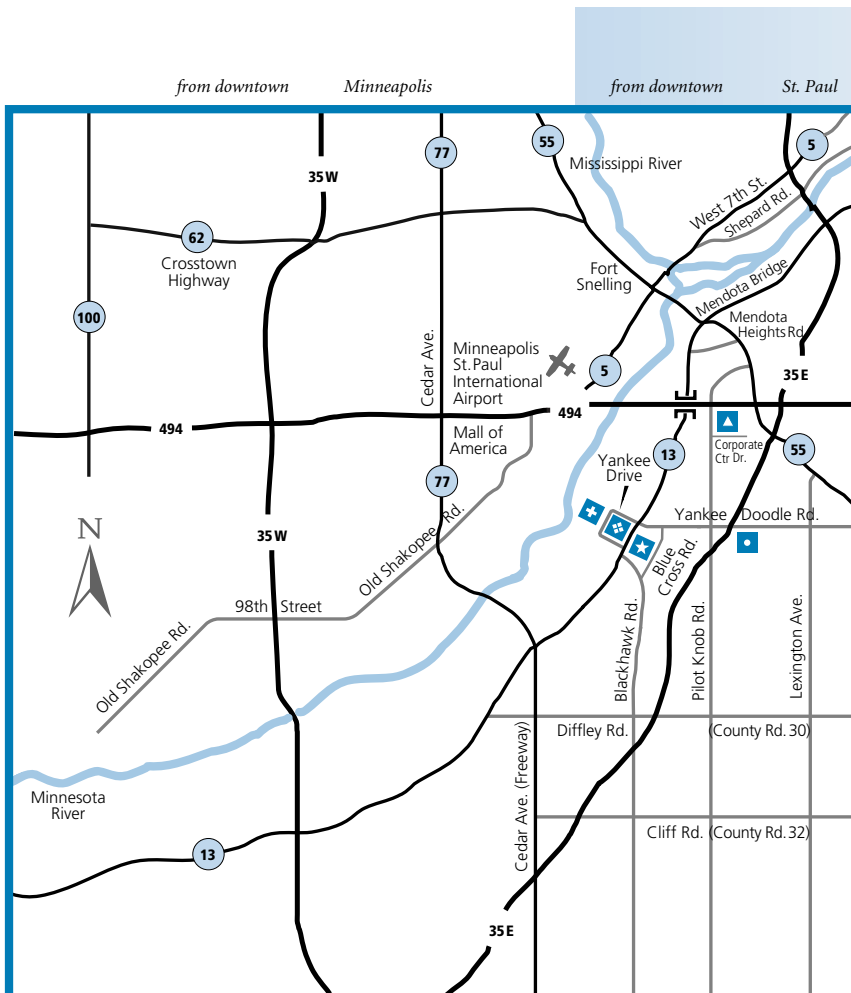 from downtown Minneapolis
from downtown St. Paul
77
55
5
Mississippi River
35W
West 7th St.
Shepard Rd.
62
Crosstown
Highway
Fort
Snelling
Mendota Bridge
100
Mendota
Heights Rd.
Cedar Ave.
Minneapolis
St. Paul
International
Airport
5
35E
494
494
Mall of
America
Corporate
Ctr Dr.
55
13
Yankee
Drive
77
Yankee Doodle Rd.
N
35W
Old Shakopee Rd.
Blue
Cross Rd.
98th Street
Old Shakopee Rd.
Blackhawk Rd.
Pilot Knob Rd.
Lexington Ave.
Diffley Rd. (County Rd. 30)
Cedar Ave. (Freeway)
Minnesota
River
Cliff Rd. (County Rd. 32)
13
35E